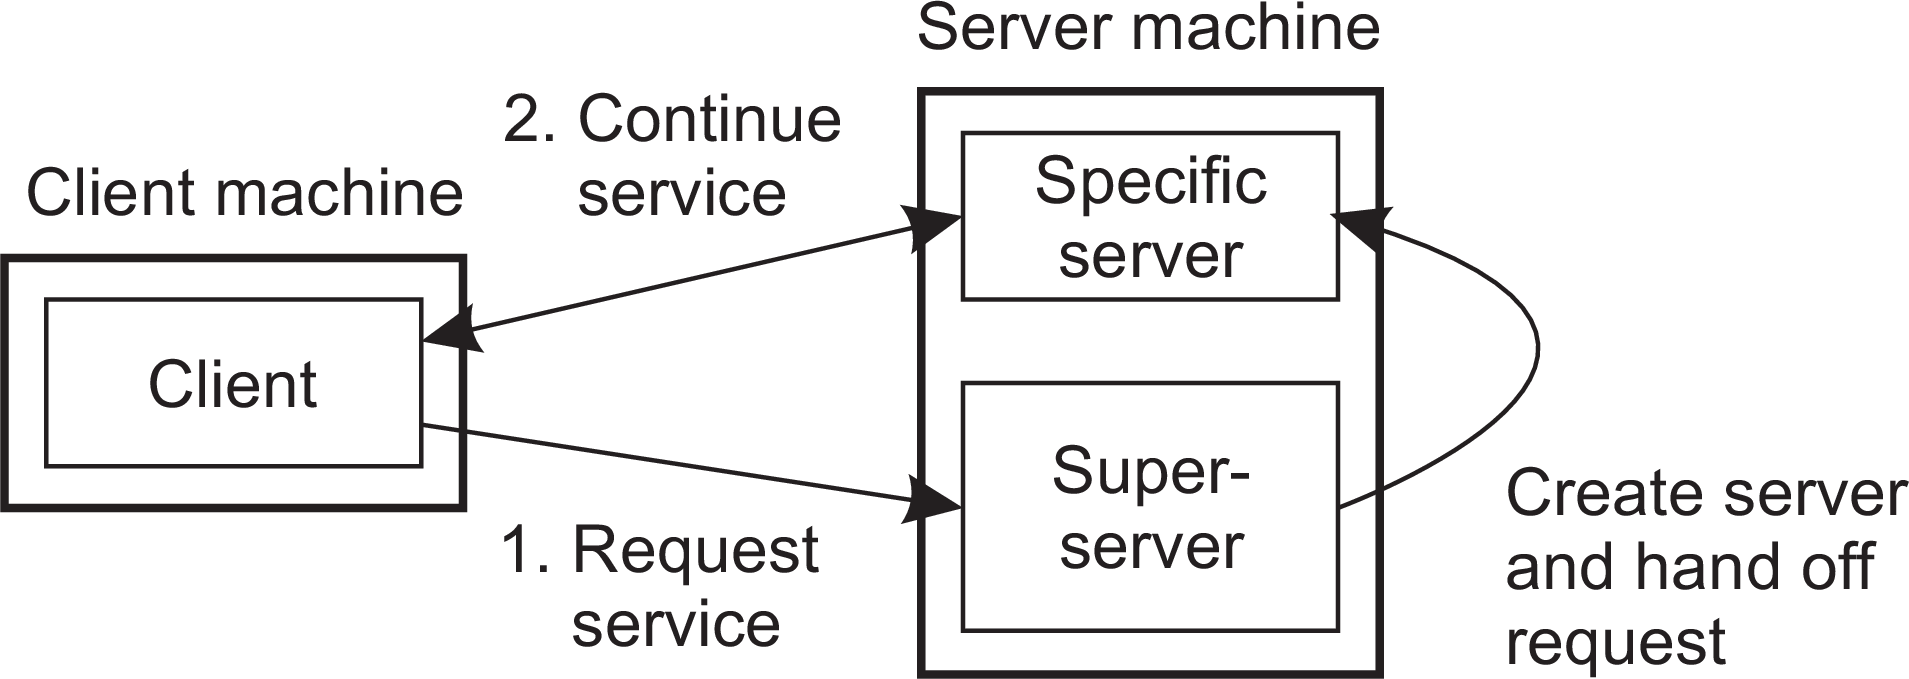 Server machine
2. Continue
service
Client machine
Specific
server
Client
Super-
server
1. Request
service
Create server
and hand off
request